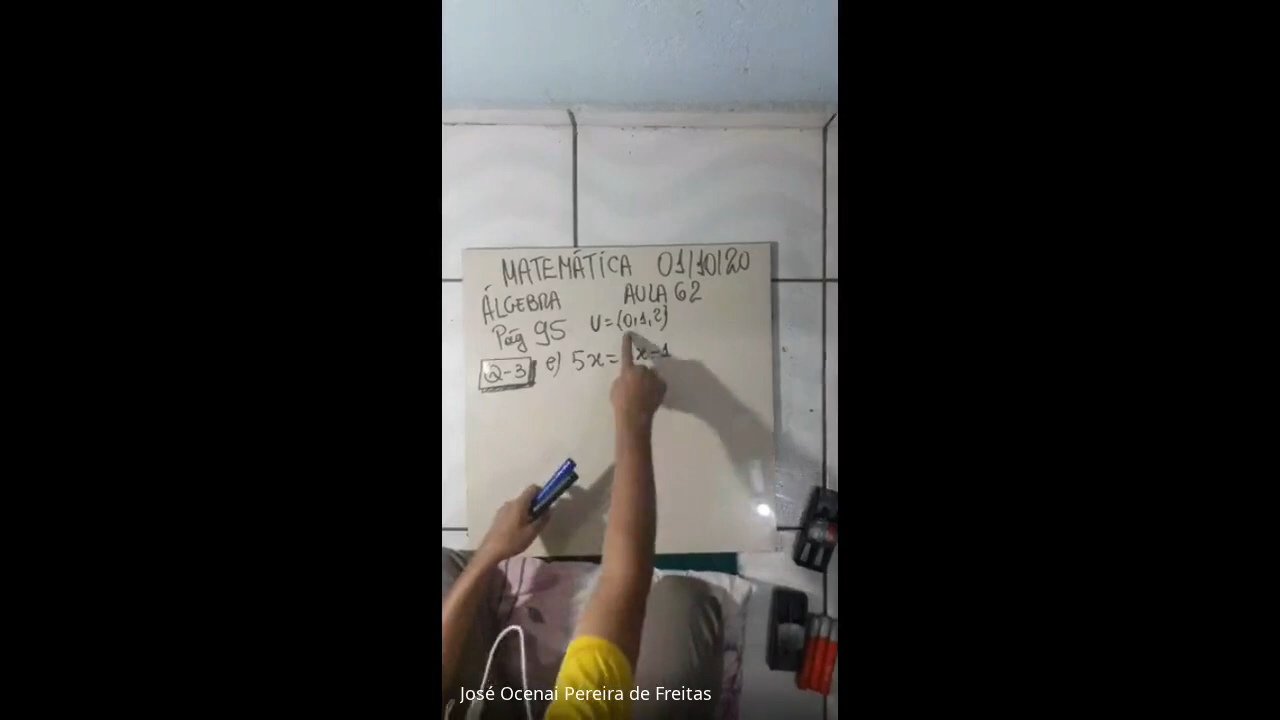 MATEMÁTICA 01/10/20
ÁLGEBRA AULA 62
Pág 95 U={0,1,2}
Q-3 e) 5x= x-1
José Ocenai Pereira de Freitas